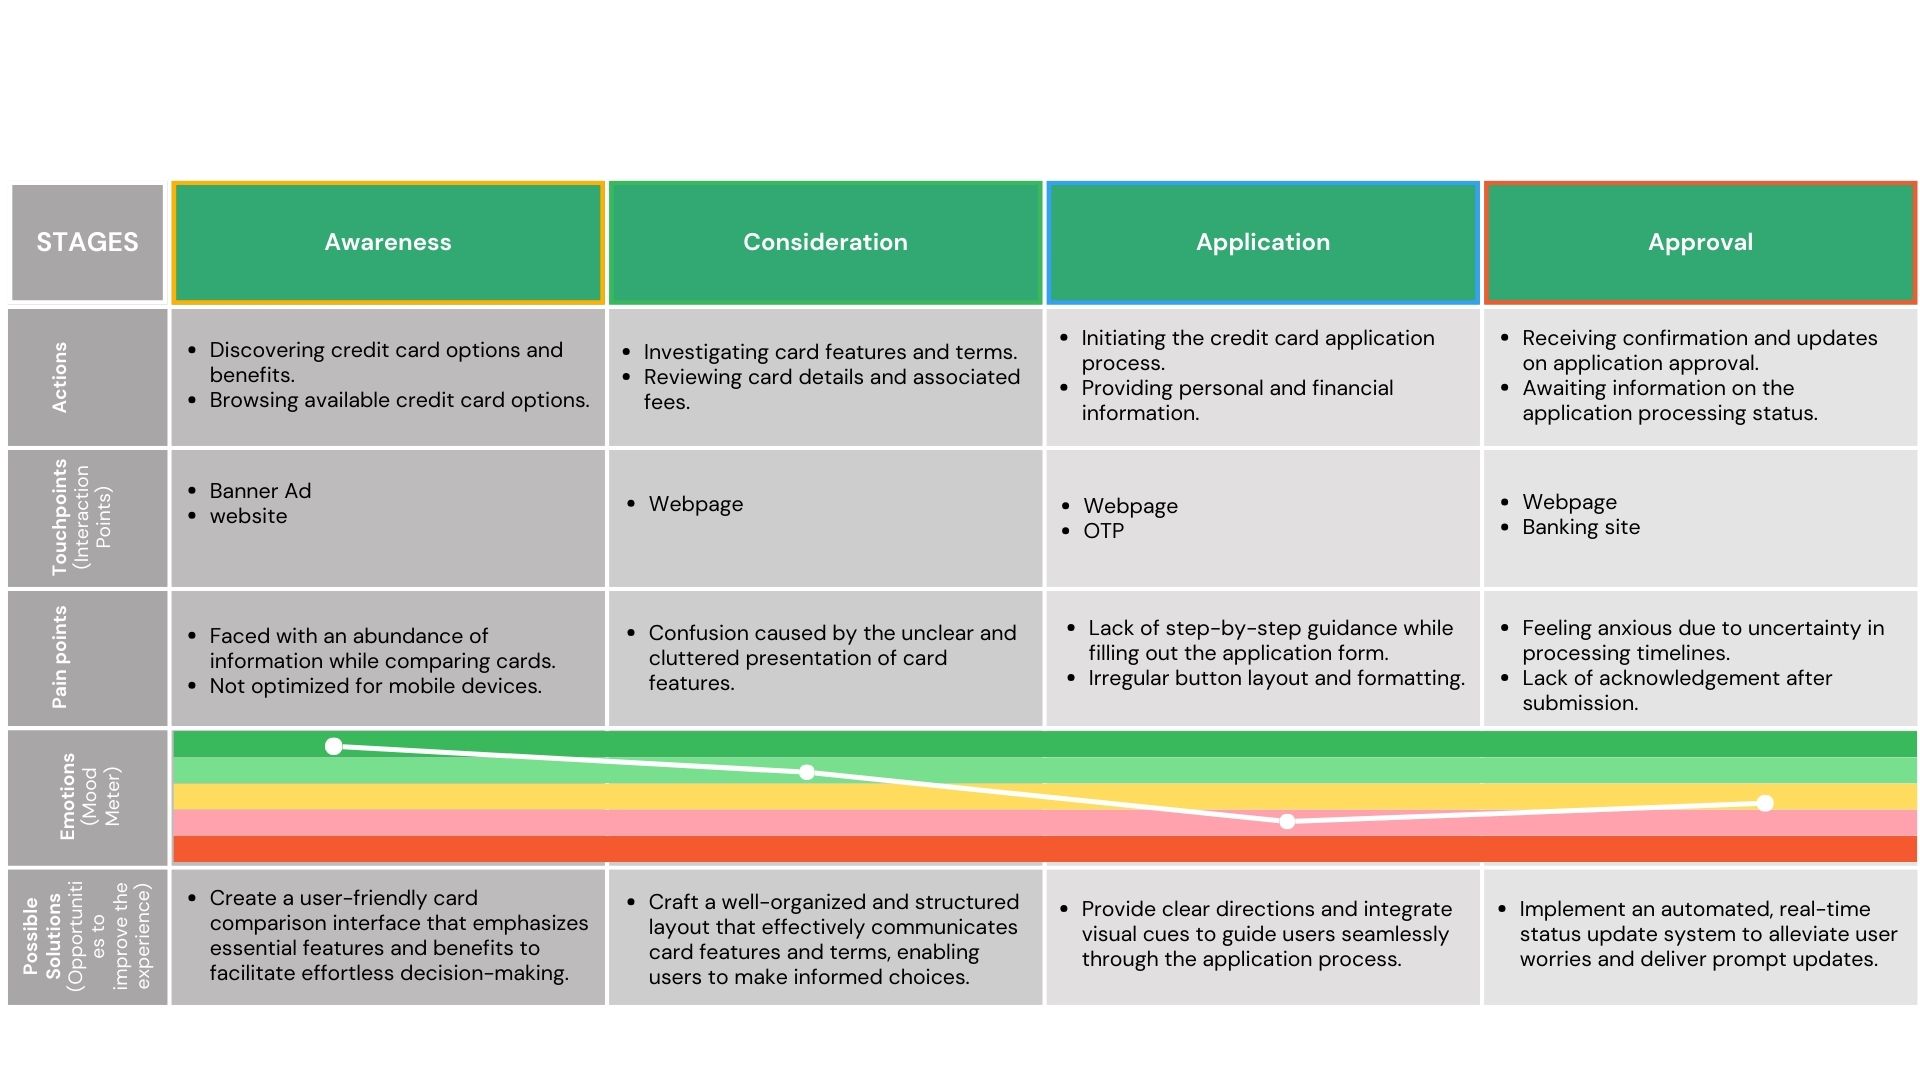 STAGES
Awareness
Consideration
Application
Approval
Actions
• Discovering credit card options and
benefits.
• Browsing available credit card options.
• Investigating card features and terms.
• Reviewing card details and associated
fees.
• Initiating the credit card application
process.
• Providing personal and financial
information.
• Receiving confirmation and updates
on application approval.
• Awaiting information on the
application processing status.
Touchpoints
(Interaction
Points)
• Banner Ad
• website
• Webpage
• Webpage
• OTP
• Webpage
• Banking site
Pain points
• Faced with an abundance of
information while comparing cards.
• Not optimized for mobile devices.
• Confusion caused by the unclear and
cluttered presentation of card
features.
• Lack of step-by-step guidance while
filling out the application form.
• Irregular button layout and formatting.
• Feeling anxious due to uncertainty in
processing timelines.
• Lack of acknowledgement after
submission.
Emotions
(Mood
Meter)
Possible
Solutions
(Opportuniti
es to
improve the
experience)
• Create a user-friendly card
comparison interface that emphasizes
essential features and benefits to
facilitate effortless decision-making.
• Craft a well-organized and structured
layout that effectively communicates
card features and terms, enabling
users to make informed choices.
• Provide clear directions and integrate
visual cues to guide users seamlessly
through the application process.
• Implement an automated, real-time
status update system to alleviate user
worries and deliver prompt updates.